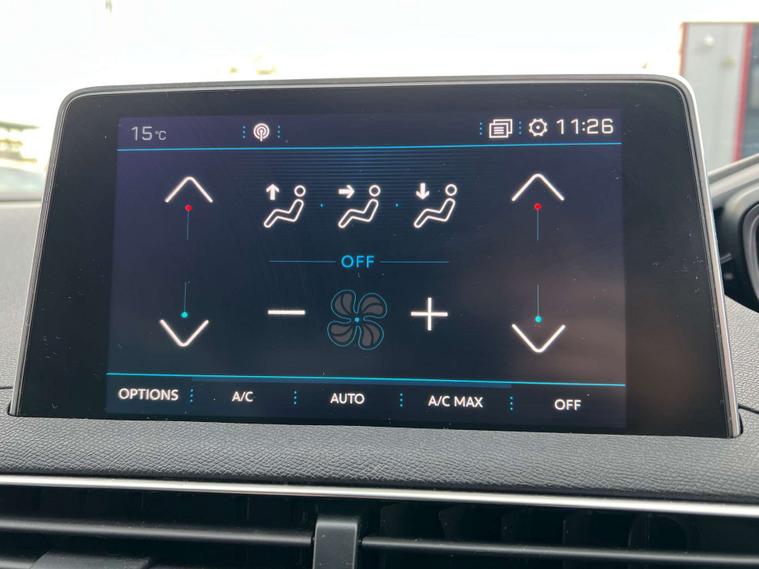 15°C 11:26
OFF
OPTIONS A/C AUTO A/C MAX OFF